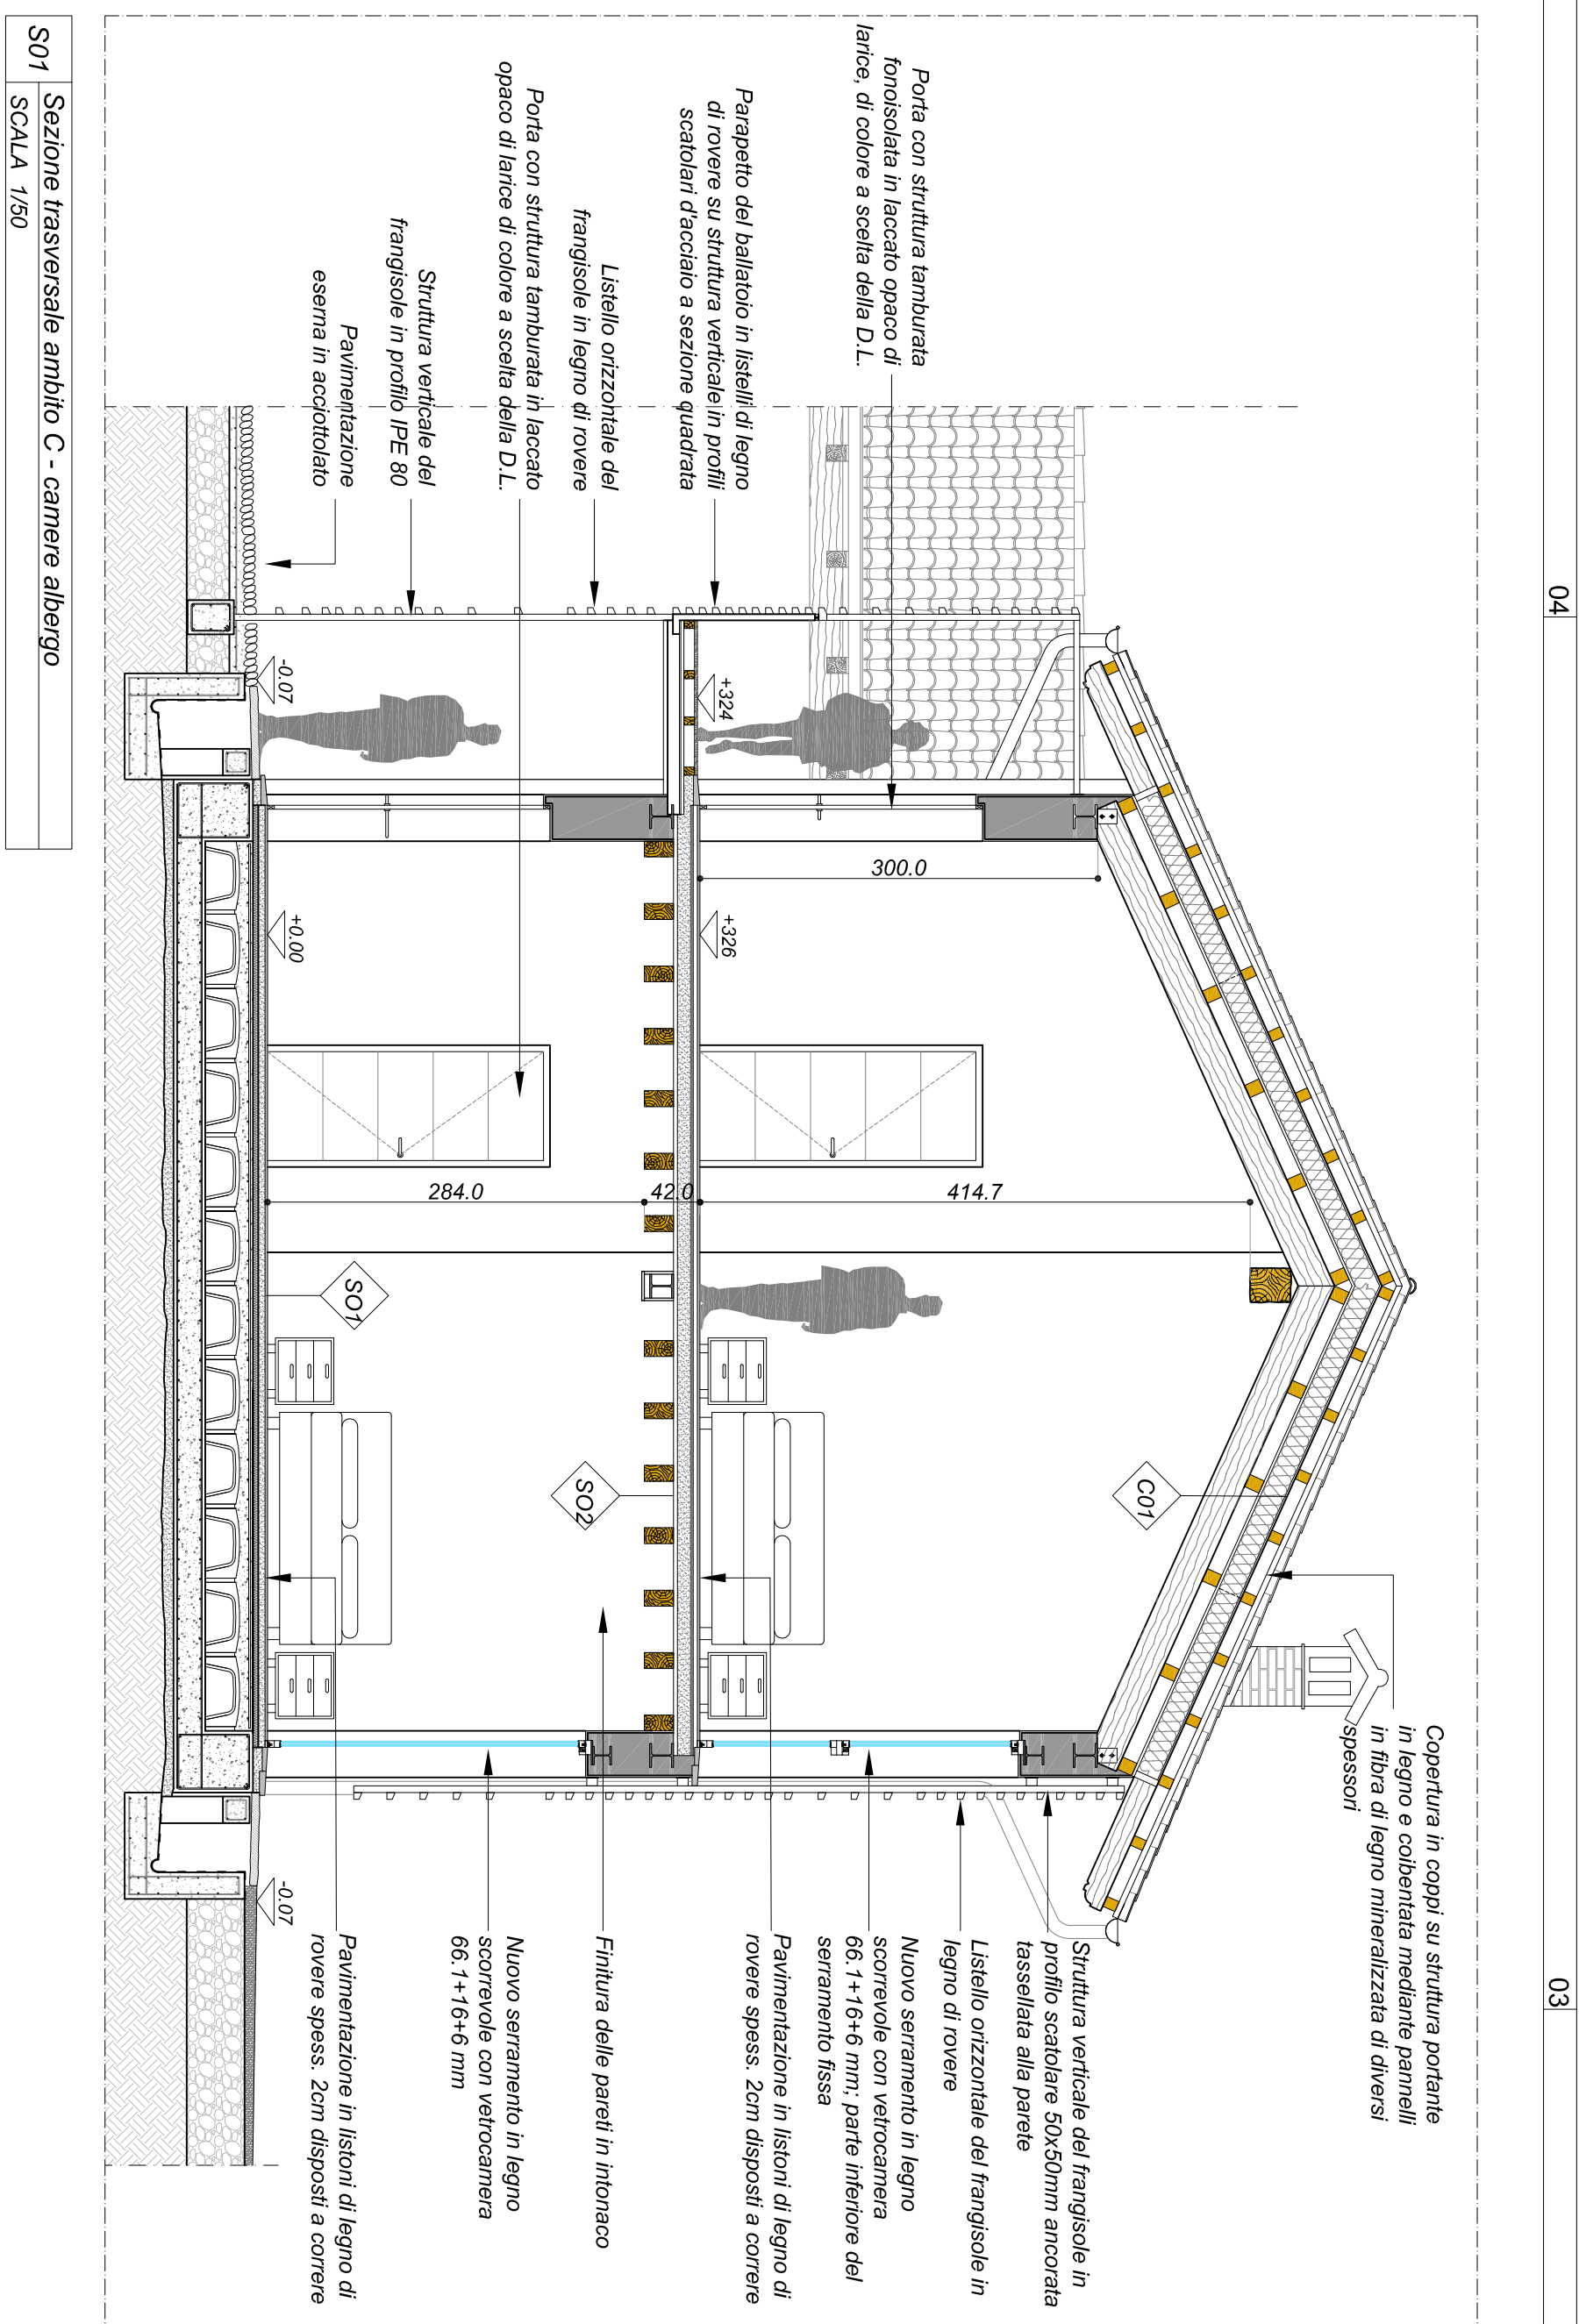 04
03
Porta con struttura tamburata
fonoisolata in laccato opaco di
larice, di colore a scelta della D.L.
Parapetto del ballatoio in listelli di legno
di rovere su struttura verticale in profili
scatolari d'acciaio a sezione quadrata
Listello orizzontale del
frangisole in legno di rovere
Porta con struttura tamburata in laccato
opaco di larice di colore a scelta della D.L.
Struttura verticale del
frangisole in profilo IPE 80
Pavimentazione
eserna in acciottolato
-0.07
+324
300.0
+326
+0.00
414.7
42.0
284.0
C01
SO2
SO1
-0.07
Copertura in coppi su struttura portante
in legno e coibentata mediante pannelli
in fibra di legno mineralizzata di diversi
spessori
Struttura verticale del frangisole in
profilo scatolare 50x50mm ancorata
tassellata alla parete
Listello orizzontale del frangisole in
legno di rovere
Nuovo serramento in legno
scorrevole con vetrocamera
66.1+16+6 mm; parte inferiore del
serramento fissa
Pavimentazione in listoni di legno di
rovere spess. 2cm disposti a correre
Finitura delle pareti in intonaco
Nuovo serramento in legno
scorrevole con vetrocamera
66.1+16+6 mm
Pavimentazione in listoni di legno di
rovere spess. 2cm disposti a correre
S01
Sezione trasversale ambito C - camere albergo
SCALA 1/50